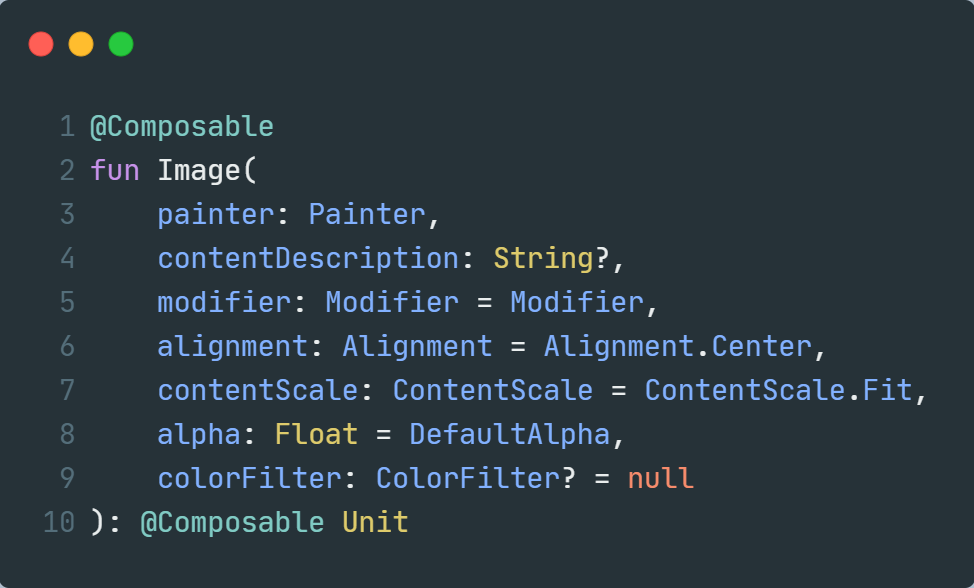 1 @Composable
2 fun Image(
3     painter: Painter,
4     contentDescription: String?,
5     modifier: Modifier = Modifier,
6     alignment: Alignment = Alignment.Center,
7     contentScale: ContentScale = ContentScale.Fit,
8     alpha: Float = DefaultAlpha,
9     colorFilter: ColorFilter? = null
10 ): @Composable Unit